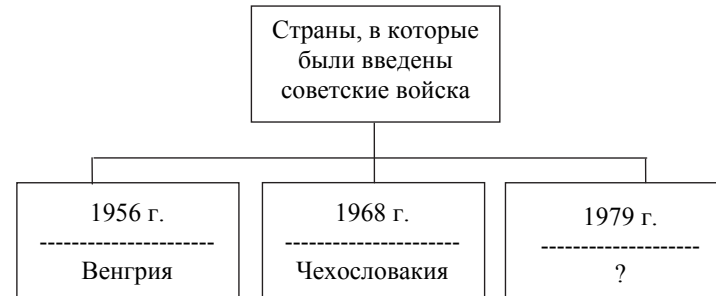 Страны, в которые
были введены
советские войска
1956 г.
----------------------
Венгрия
1968 г.
----------------------
Чехословакия
1979 г.
--------------------
?